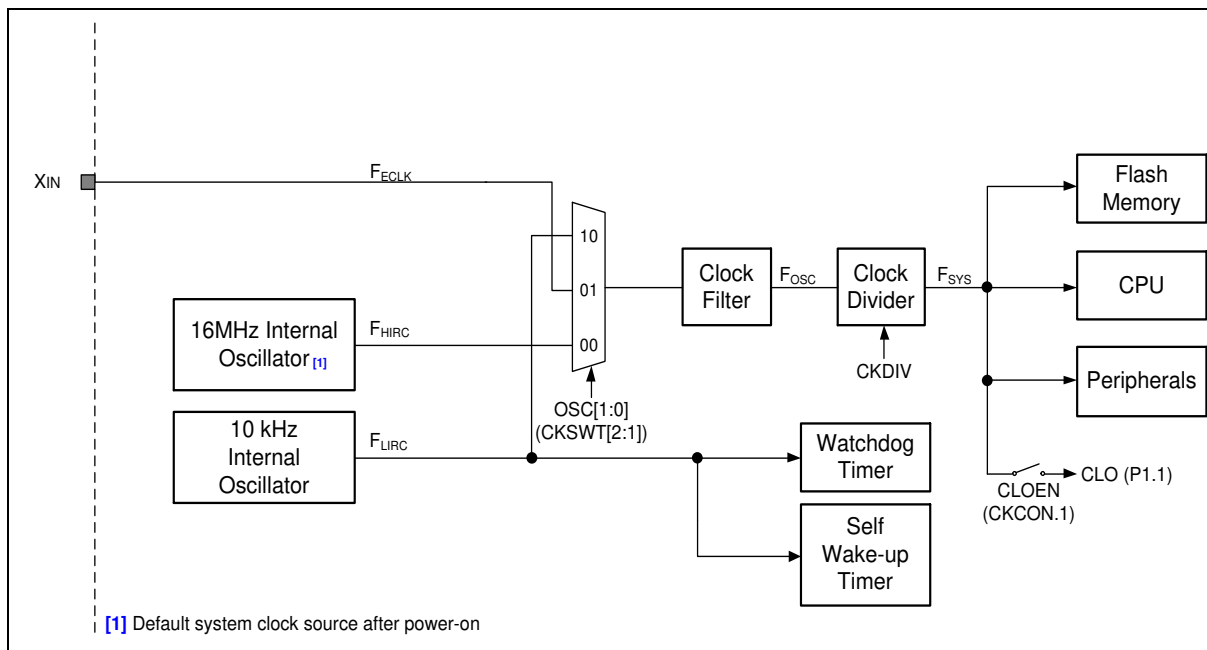 XIN
FECLK
10
01
00
16MHz Internal
Oscillator[1]
FHIRC
10 kHz
Internal
Oscillator
FLIRC
OSC[1:0]
(CKSWT[2:1])
Clock
Filter
FOSC
Clock
Divider
FSYS
CKDIV
Flash
Memory
CPU
Peripherals
CLOEN
(CKCON.1)
CLO (P1.1)
Watchdog
Timer
Self
Wake-up
Timer
[1] Default system clock source after power-on